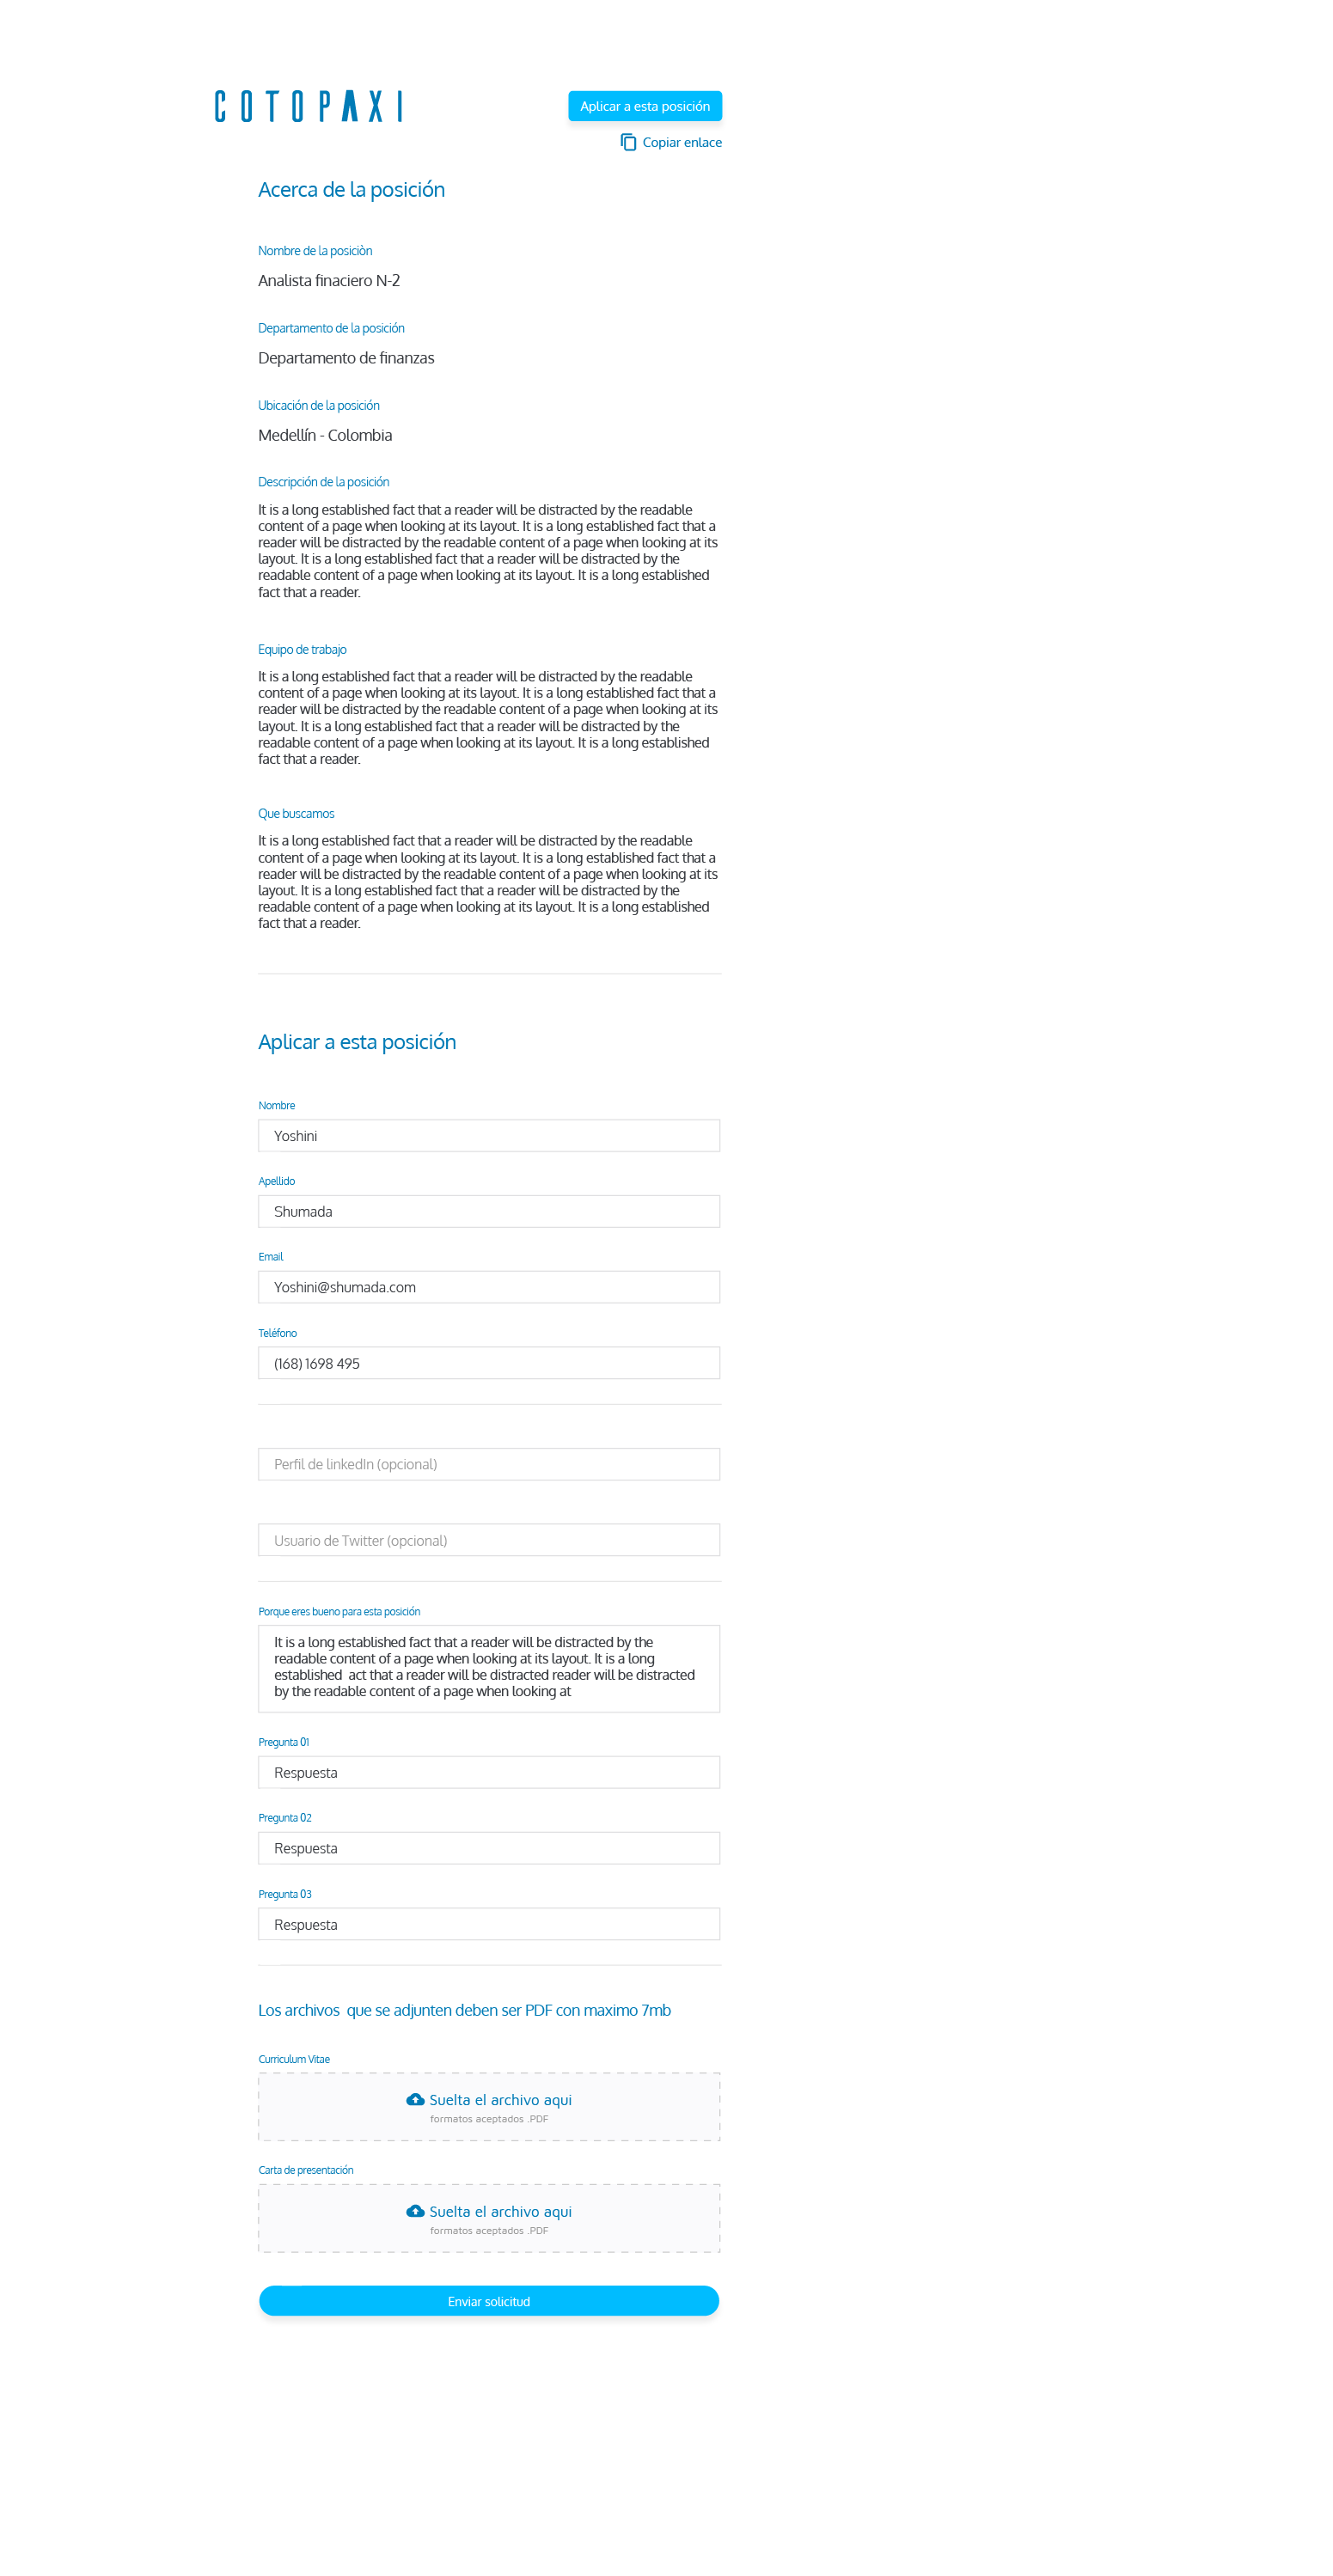 COTOPAXI
Aplicar a esta posición
Copiar enlace
Acerca de la posición
Nombre de la posiciòn
Analista finaciero N-2
Departamento de la posición
Departamento de finanzas
Ubicación de la posición
Medellín - Colombia
Descripción de la posición
It is a long established fact that a reader will be distracted by the readable
content of a page when looking at its layout. It is a long established fact that a
reader will be distracted by the readable content of a page when looking at its
layout. It is a long established fact that a reader will be distracted by the
readable content of a page when looking at its layout. It is a long established
fact that a reader.
Equipo de trabajo
It is a long established fact that a reader will be distracted by the readable
content of a page when looking at its layout. It is a long established fact that a
reader will be distracted by the readable content of a page when looking at its
layout. It is a long established fact that a reader will be distracted by the
readable content of a page when looking at its layout. It is a long established
fact that a reader.
Que buscamos
It is a long established fact that a reader will be distracted by the readable
content of a page when looking at its layout. It is a long established fact that a
reader will be distracted by the readable content of a page when looking at its
layout. It is a long established fact that a reader will be distracted by the
readable content of a page when looking at its layout. It is a long established
fact that a reader.
Aplicar a esta posición
Nombre
Yoshini
Apellido
Shumada
Email
Yoshini@shumada.com
Teléfono
(168) 1698 495
Perfil de linkedIn (opcional)
Usuario de Twitter (opcional)
Porque eres bueno para esta posición
It is a long established fact that a reader will be distracted by the
readable content of a page when looking at its layout. It is a long
established  act that a reader will be distracted reader will be distracted
by the readable content of a page when looking at
Pregunta 01
Respuesta
Pregunta 02
Respuesta
Pregunta 03
Respuesta
Los archivos  que se adjunten deben ser PDF con maximo 7mb
Curriculum Vitae
Suelta el archivo aqui
formatos aceptados .PDF
Carta de presentación
Suelta el archivo aqui
formatos aceptados .PDF
Enviar solicitud